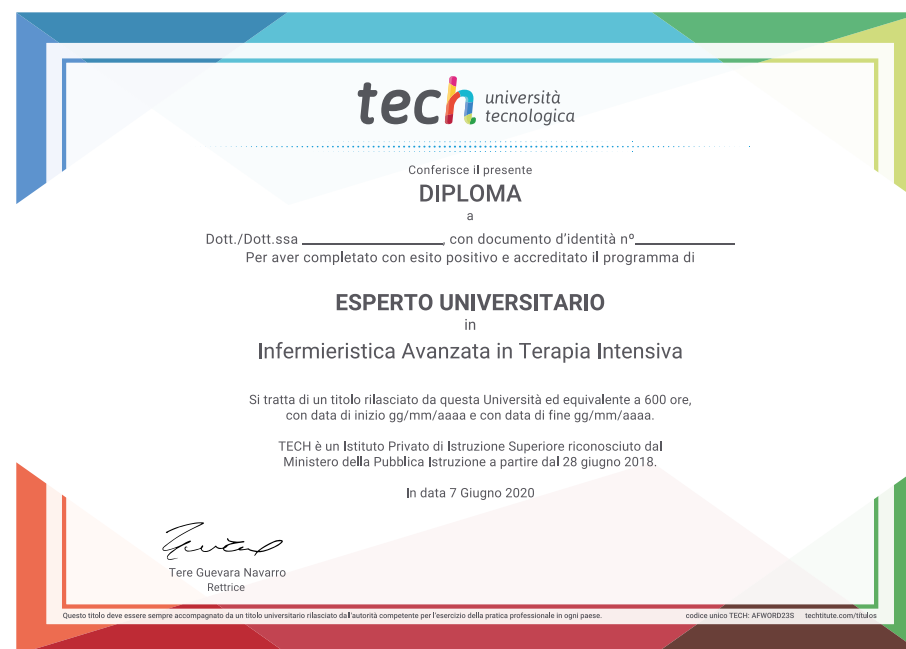 tech università
tecnologica
Conferisce il presente
DIPLOMA
a
Dott./Dott.ssa ____________________, con documento d'identità nº______________
Per aver completato con esito positivo e accreditato il programma di
ESPERTO UNIVERSITARIO
in
Infermieristica Avanzata in Terapia Intensiva
Si tratta di un titolo rilasciato da questa Università ed equivalente a 600 ore,
con data di inizio gg/mm/aaaa e con data di fine gg/mm/aaaa.
TECH è un Istituto Privato di Istruzione Superiore riconosciuto dal
Ministero della Pubblica Istruzione a partire dal 28 giugno 2018.
In data 7 Giugno 2020
Tere Guevara Navarro
Rettrice
Questo titolo deve essere sempre accompagnato da un titolo universitario rilasciato dall'autorità competente per l'esercizio della pratica professionale in ogni paese. codice unico TECH: AFWORD23S techtitute.com/titulos